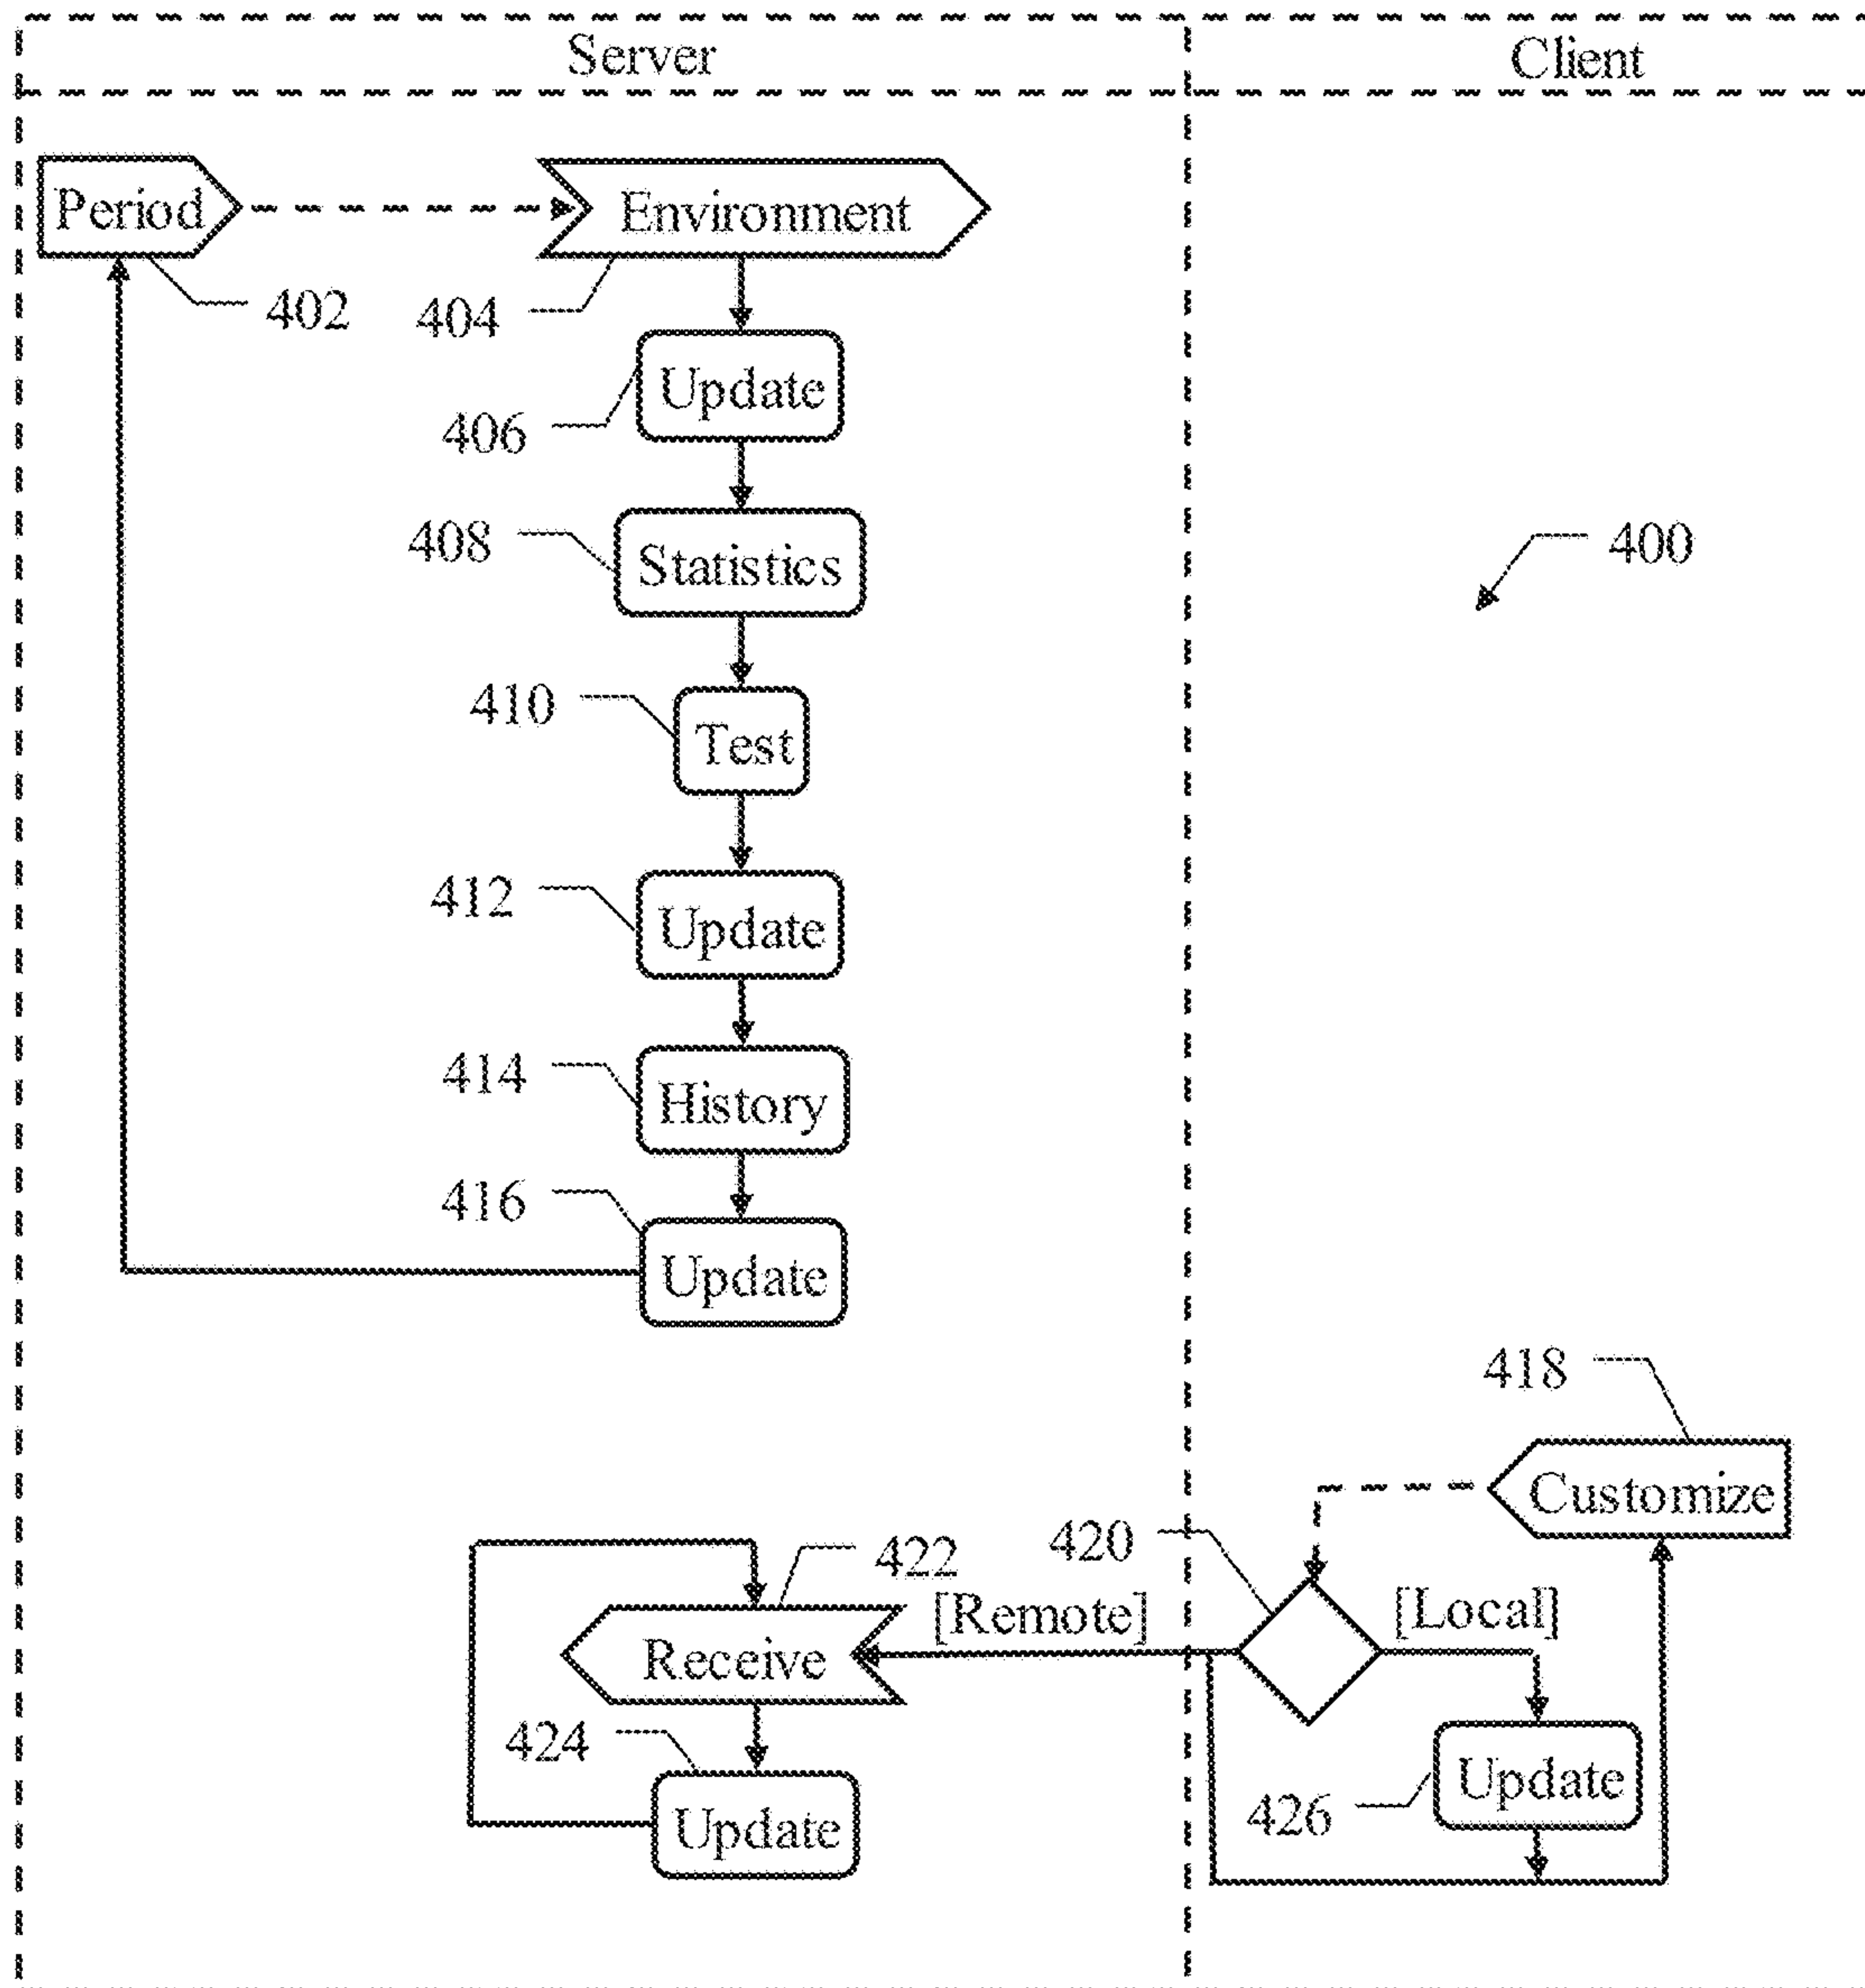 Server
Client
Period
Environment
402
404
Update
406
408
Statistics
400
410
Test
412
Update
414
History
416
Update
418
Customize
420
422
[Remote]
[Local]
Receive
424
Update
426
Update